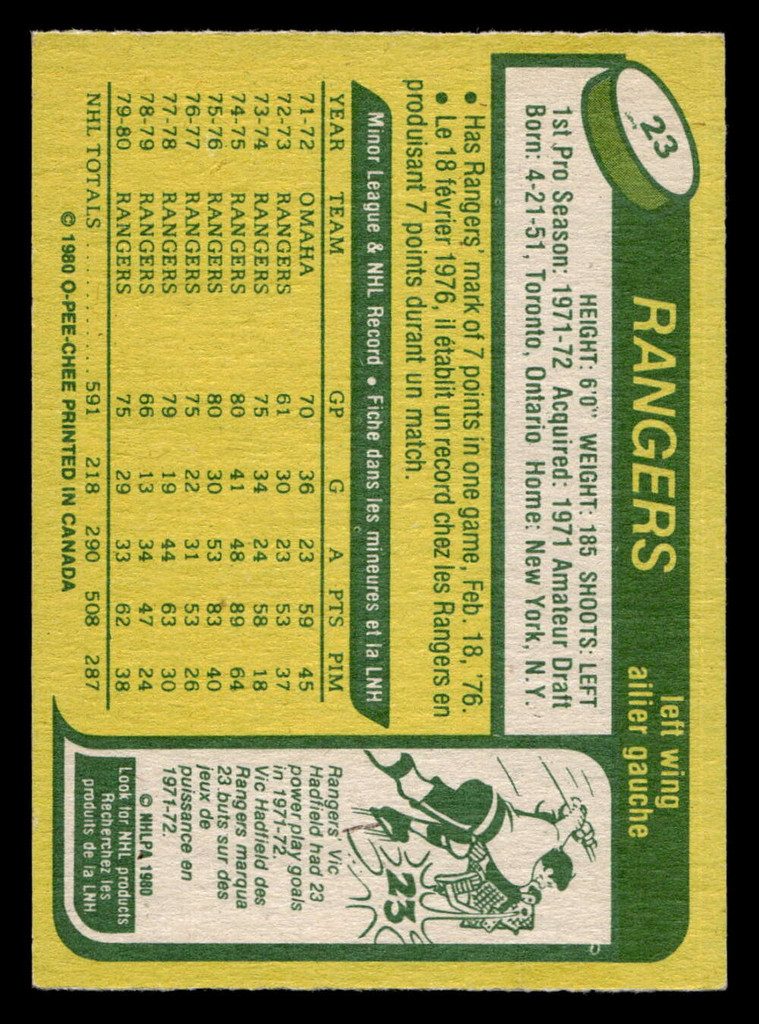 23
RANGERS
left wing
ailier gauche
HEIGHT: 6'0" WEIGHT: 185 SHOOTS: LEFT
1st Pro Season: 1971-72 Acquired: 1971 Amateur Draft
Born: 4-21-51, Toronto, Ontario Home: New York, N.Y.
• Has Rangers' mark of 7 points in one game, Feb. 18, '76.
• Le 18 février 1976, il établit un record chez les Rangers en
produisant 7 points durant un match.
Minor League & NHL Record • Fiche dans les mineures et la LNH
YEAR TEAM GP G A PTS PIM
71-72 OMAHA 70 36 23 59 45
72-73 RANGERS 61 30 23 53 37
73-74 RANGERS 75 34 24 58 18
74-75 RANGERS 80 41 48 89 64
75-76 RANGERS 80 30 53 83 40
76-77 RANGERS 75 22 31 53 26
77-78 RANGERS 79 19 44 63 30
78-79 RANGERS 66 13 34 47 24
79-80 RANGERS 75 29 33 62 38
NHL TOTALS .......... 591 218 290 508 287
© 1980 O-PEE-CHEE PRINTED IN CANADA
23
Rangers' Vic
Hadfield had 23
power play goals
in 1971-72.
Vic Hadfield des
Rangers marqua
23 buts sur des
jeux de
puissance en
1971-72.
© NHLPA 1980
Look for NHL products
Recherchez les
produits de la LNH